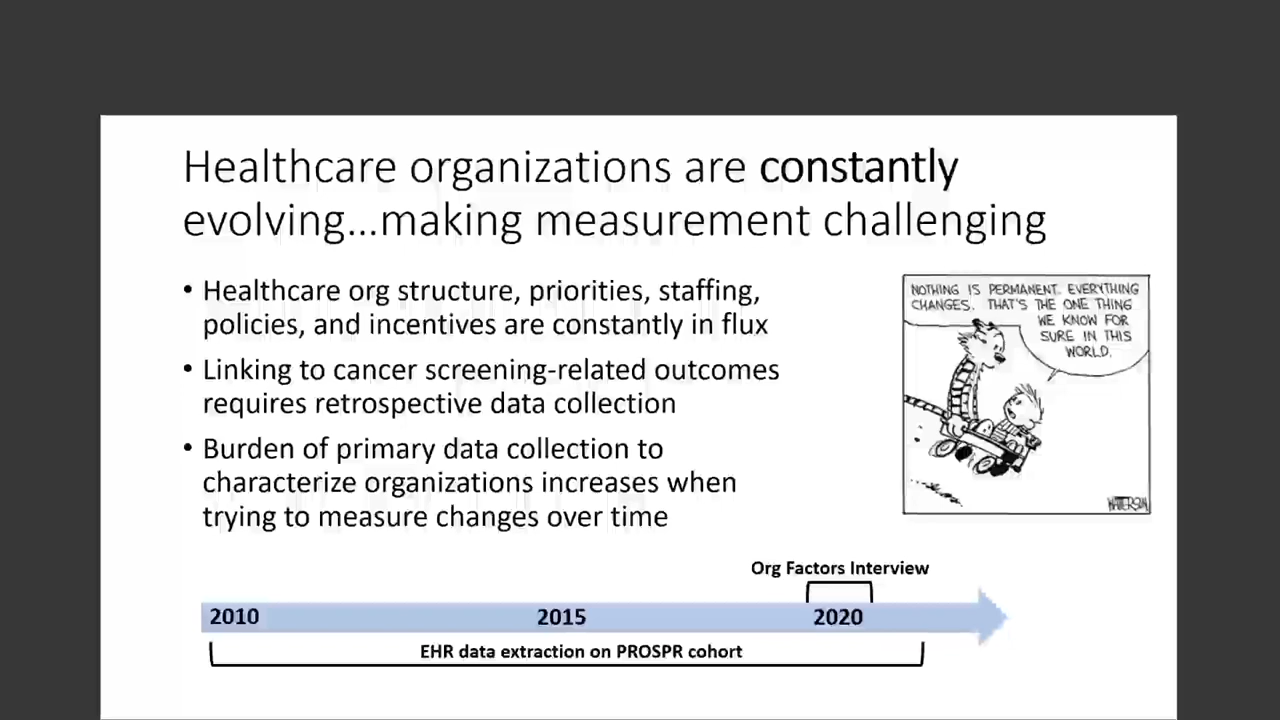 Healthcare organizations are constantly
evolving...making measurement challenging
• Healthcare org structure, priorities, staffing,
policies, and incentives are constantly in flux
• Linking to cancer screening-related outcomes
requires retrospective data collection
• Burden of primary data collection to
characterize organizations increases when
trying to measure changes over time
NOTHING IS PERMANENT. EVERYTHING
CHANGES. THAT'S THE ONE THING
WE KNOW FOR
SURE IN THIS
WORLD.
WATTERSON
Org Factors Interview
2010 2015 2020
EHR data extraction on PROSPR cohort